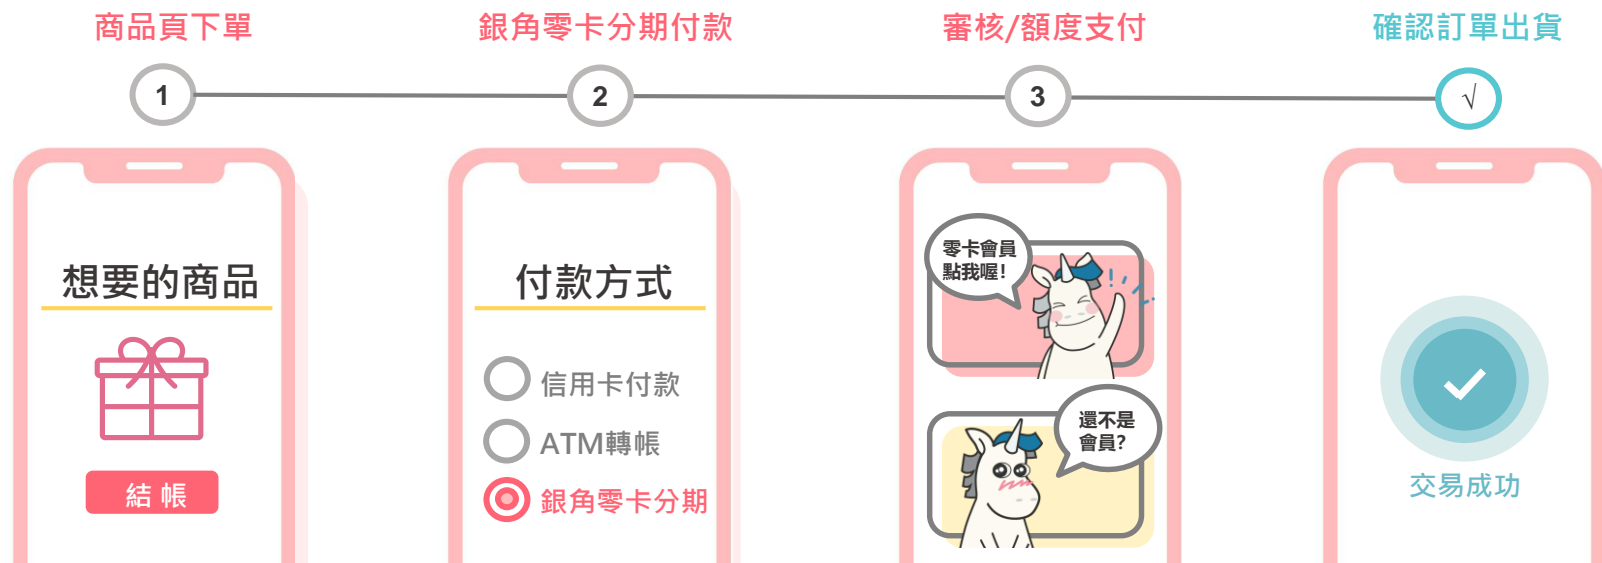 商品頁下單
銀角零卡分期付款
審核/額度支付
確認訂單出貨
1
2
3
√
想要的商品
結帳
付款方式
信用卡付款
ATM轉帳
銀角零卡分期
零卡會員
點我喔!
還不是
會員?
交易成功